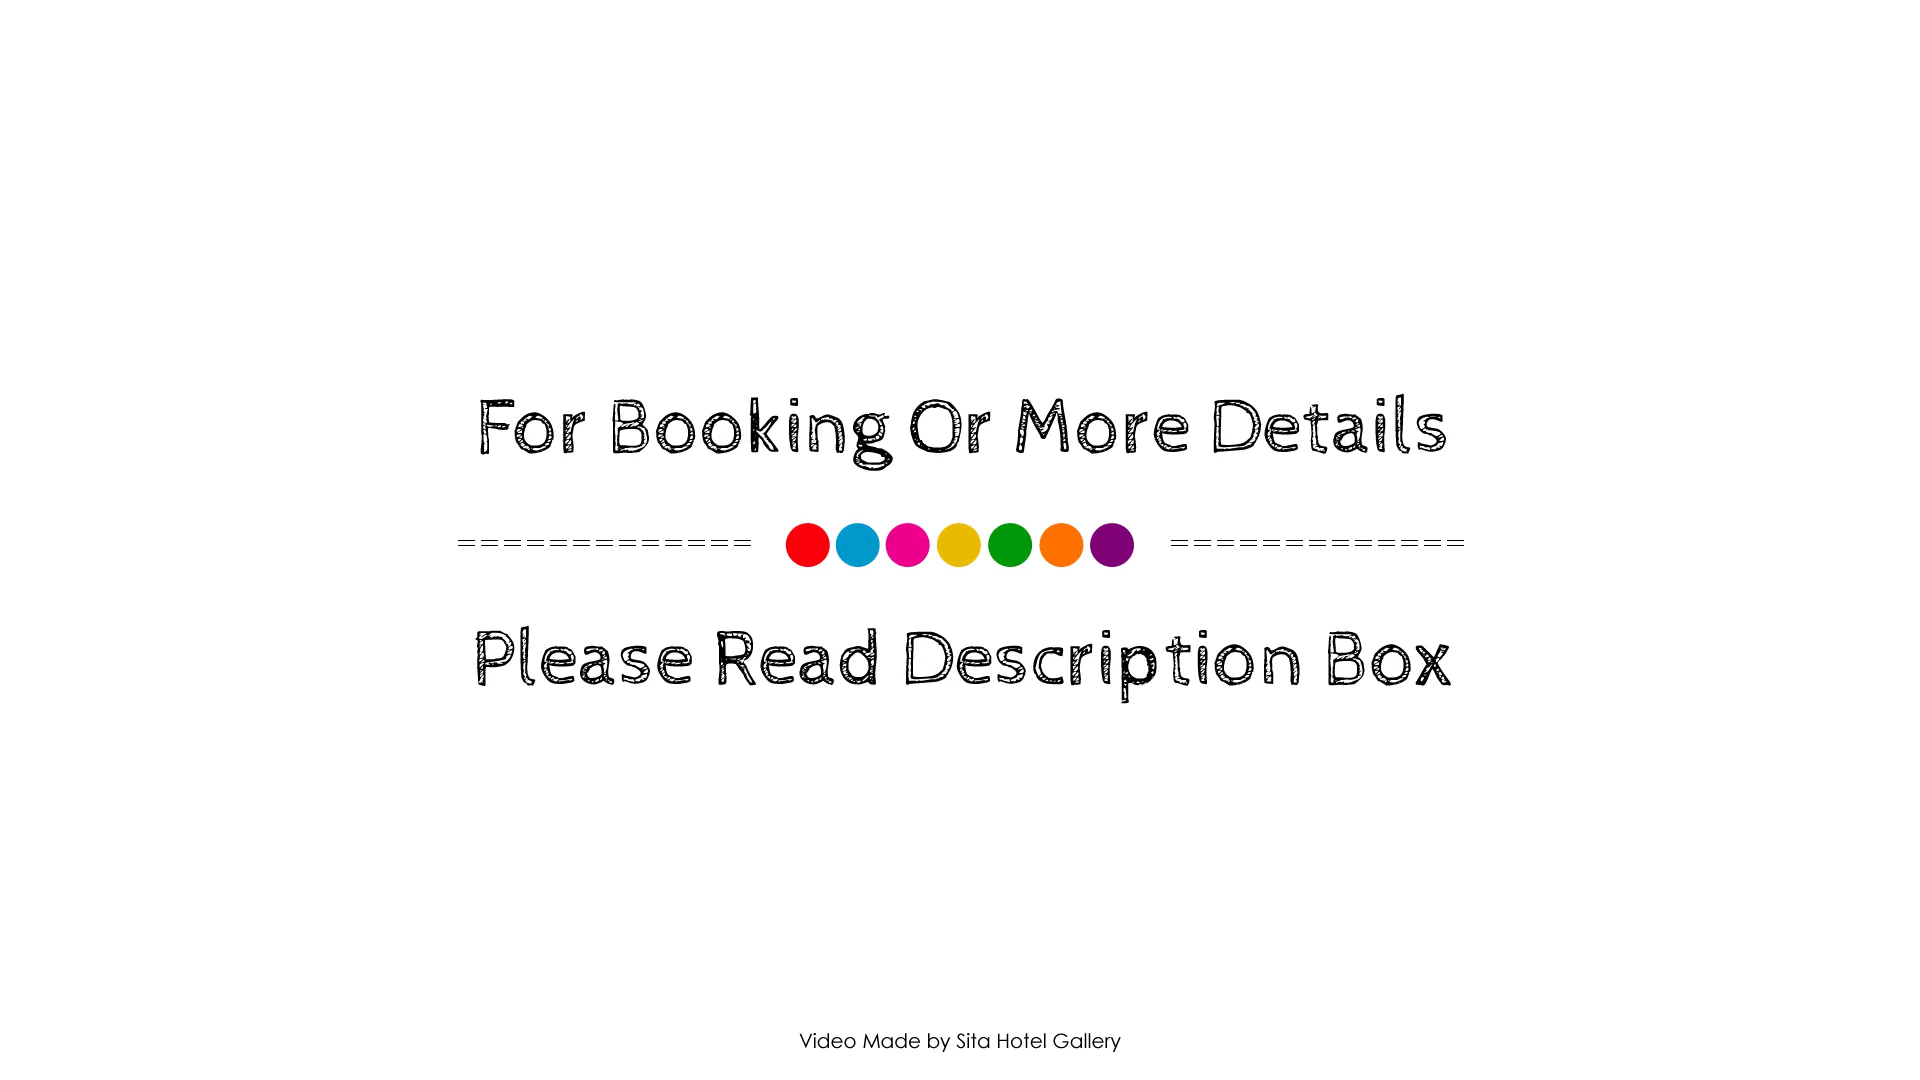 For Booking Or More Details
============= =============
Please Read Description Box
Video Made by Sita Hotel Gallery